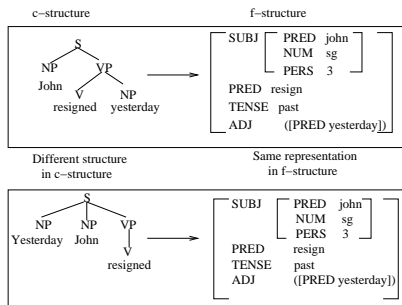 c-structure f-structure
S SUBJ PRED john
NUM sg
NP VP PERS 3
John
V NP PRED resign
resigned yesterday TENSE past
ADJ ([PRED yesterday])
Different structure Same representation
in c-structure in f-structure
S SUBJ PRED john
NUM sg
NP NP VP PERS 3
Yesterday John PRED resign
V TENSE past
resigned ADJ ([PRED yesterday])